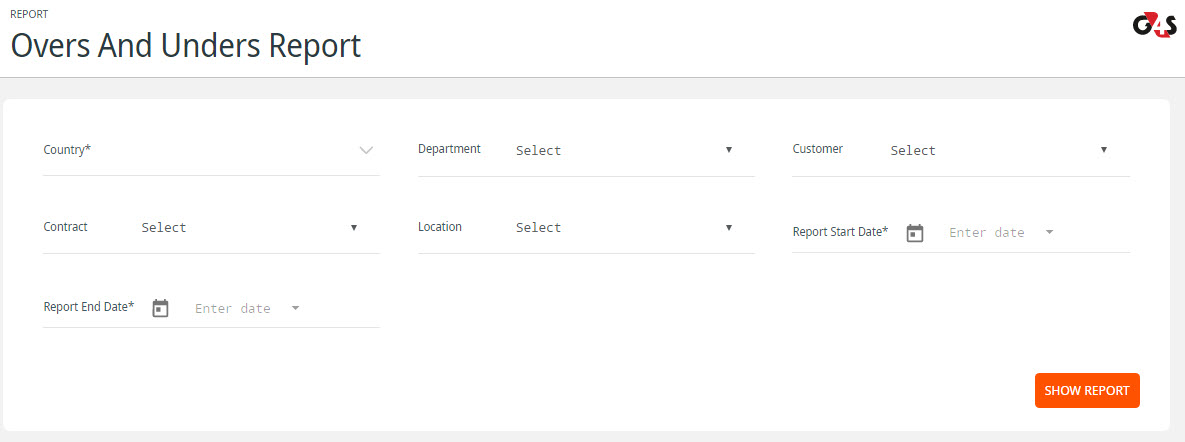 REPORT
Overs And Unders Report
G4S
Country*
Department Select
Customer Select
Contract Select
Location Select
Report Start Date* Enter date
Report End Date* Enter date
SHOW REPORT